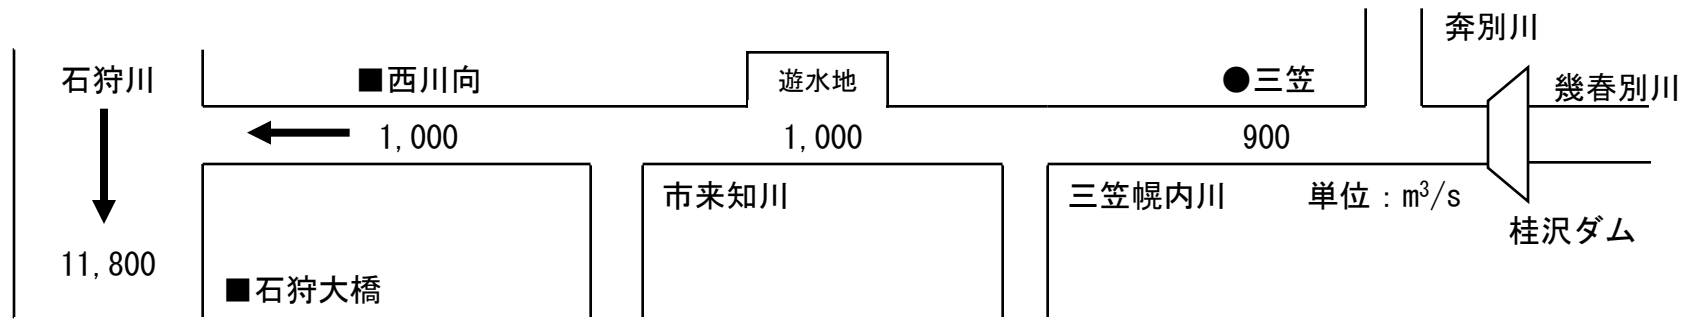 奔別川
石狩川
■西川向
遊水地
●三笠
幾春別川
1,000
1,000
900
市来知川
三笠幌内川
単位：m³/s
桂沢ダム
11,800
■石狩大橋